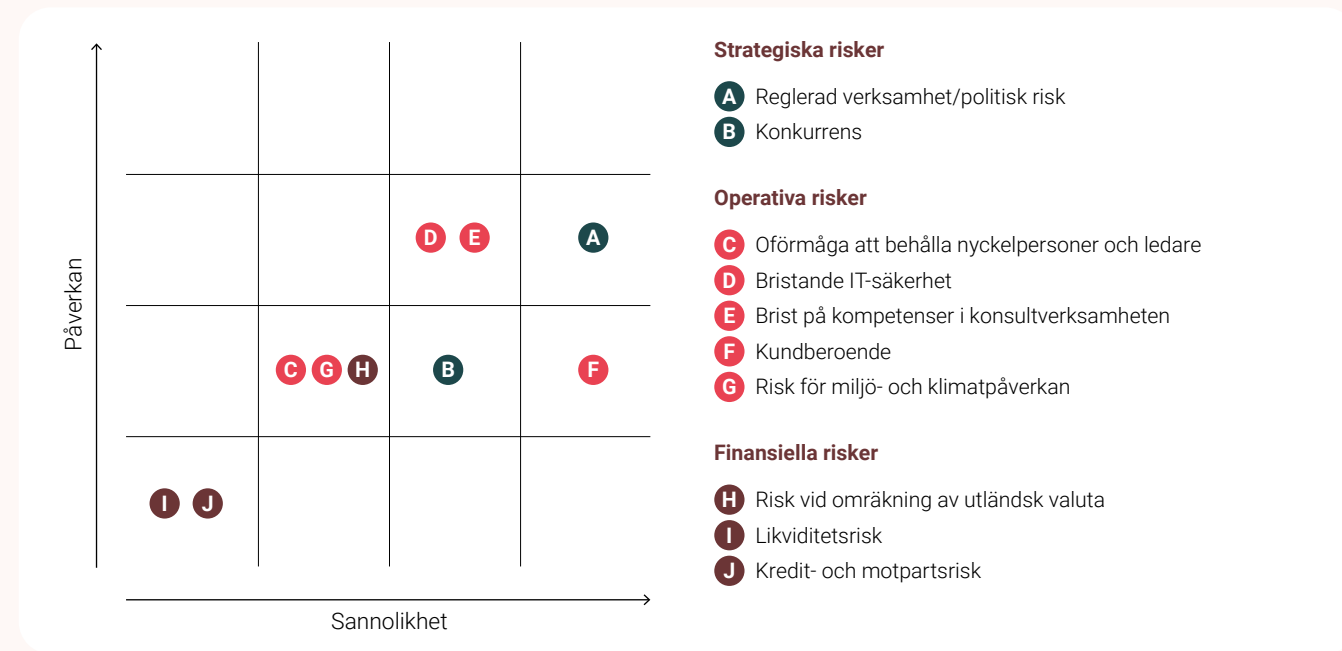 Påverkan
D E A
C G H B F
I J
Sannolikhet
Strategiska risker
A Reglerad verksamhet/politisk risk
B Konkurrens
Operativa risker
C Oförmåga att behålla nyckelpersoner och ledare
D Bristande IT-säkerhet
E Brist på kompetenser i konsultverksamheten
F Kundberoende
G Risk för miljö- och klimatpåverkan
Finansiella risker
H Risk vid omräkning av utländsk valuta
I Likviditetsrisk
J Kredit- och motpartsrisk